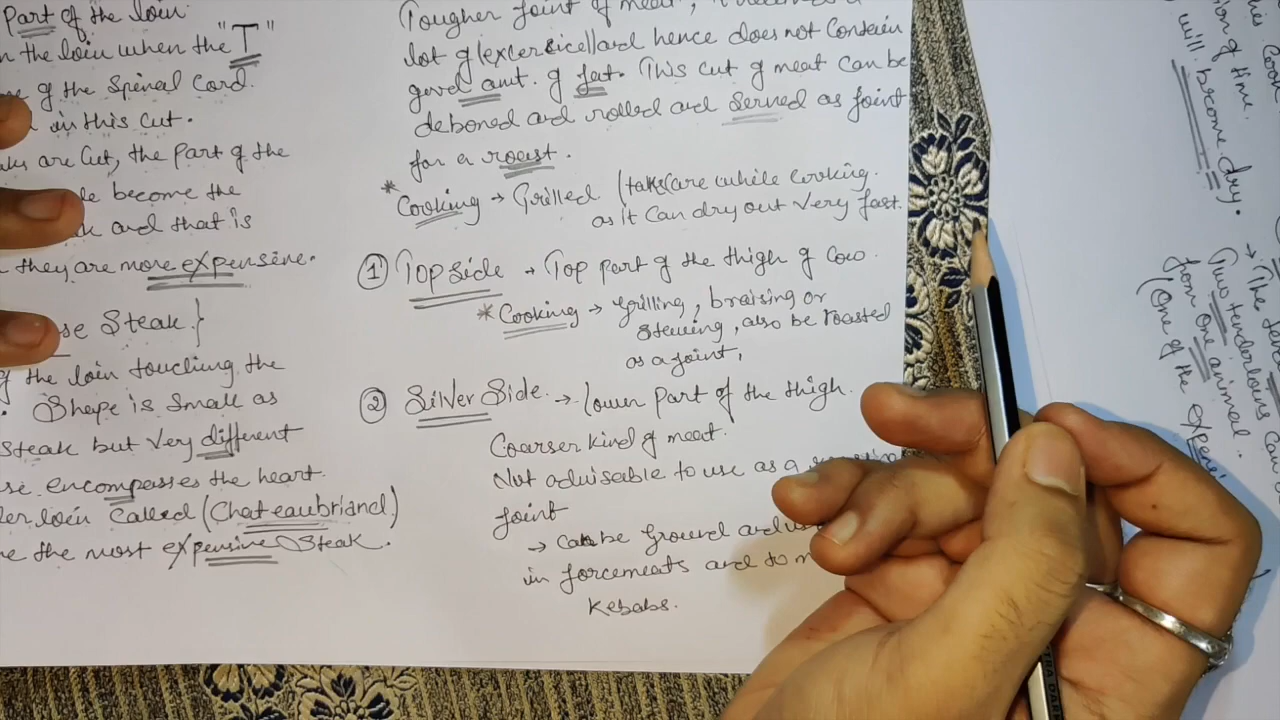 Part of the loin.
n the loin when the "T"
of the Spinal Cord.
in this cut.
are Cut, the Part of the
become the
and that is
they are more expensive.
se Steak.}
f the loin touching the
Shape is Small as
Steak but very different
encompasses the heart
loin called (Chateaubriand)
the most expensive Steak.
Tougher joint of meat,
lot of (excersice) and hence does not contain
good amt. of fat. This cut of meat can be
deboned and rolled and Served as joint
for a roast.
* Cooking → Grilled (take care while cooking.
as it Can dry out very fast.
① Top Side → Top part of the thigh of Cow.
* Cooking → Grilling, braising or
Stewing, also be roasted
as a joint,
② Silver Side. → lower part of the thigh.
Coarser kind of meat.
Not advisable to use as a
joint
→ Can be Ground and
in forcemeats and to
Kebabs.
of time.
will become dry.
→ The
Two tenderloins
from one animal.
(One of the